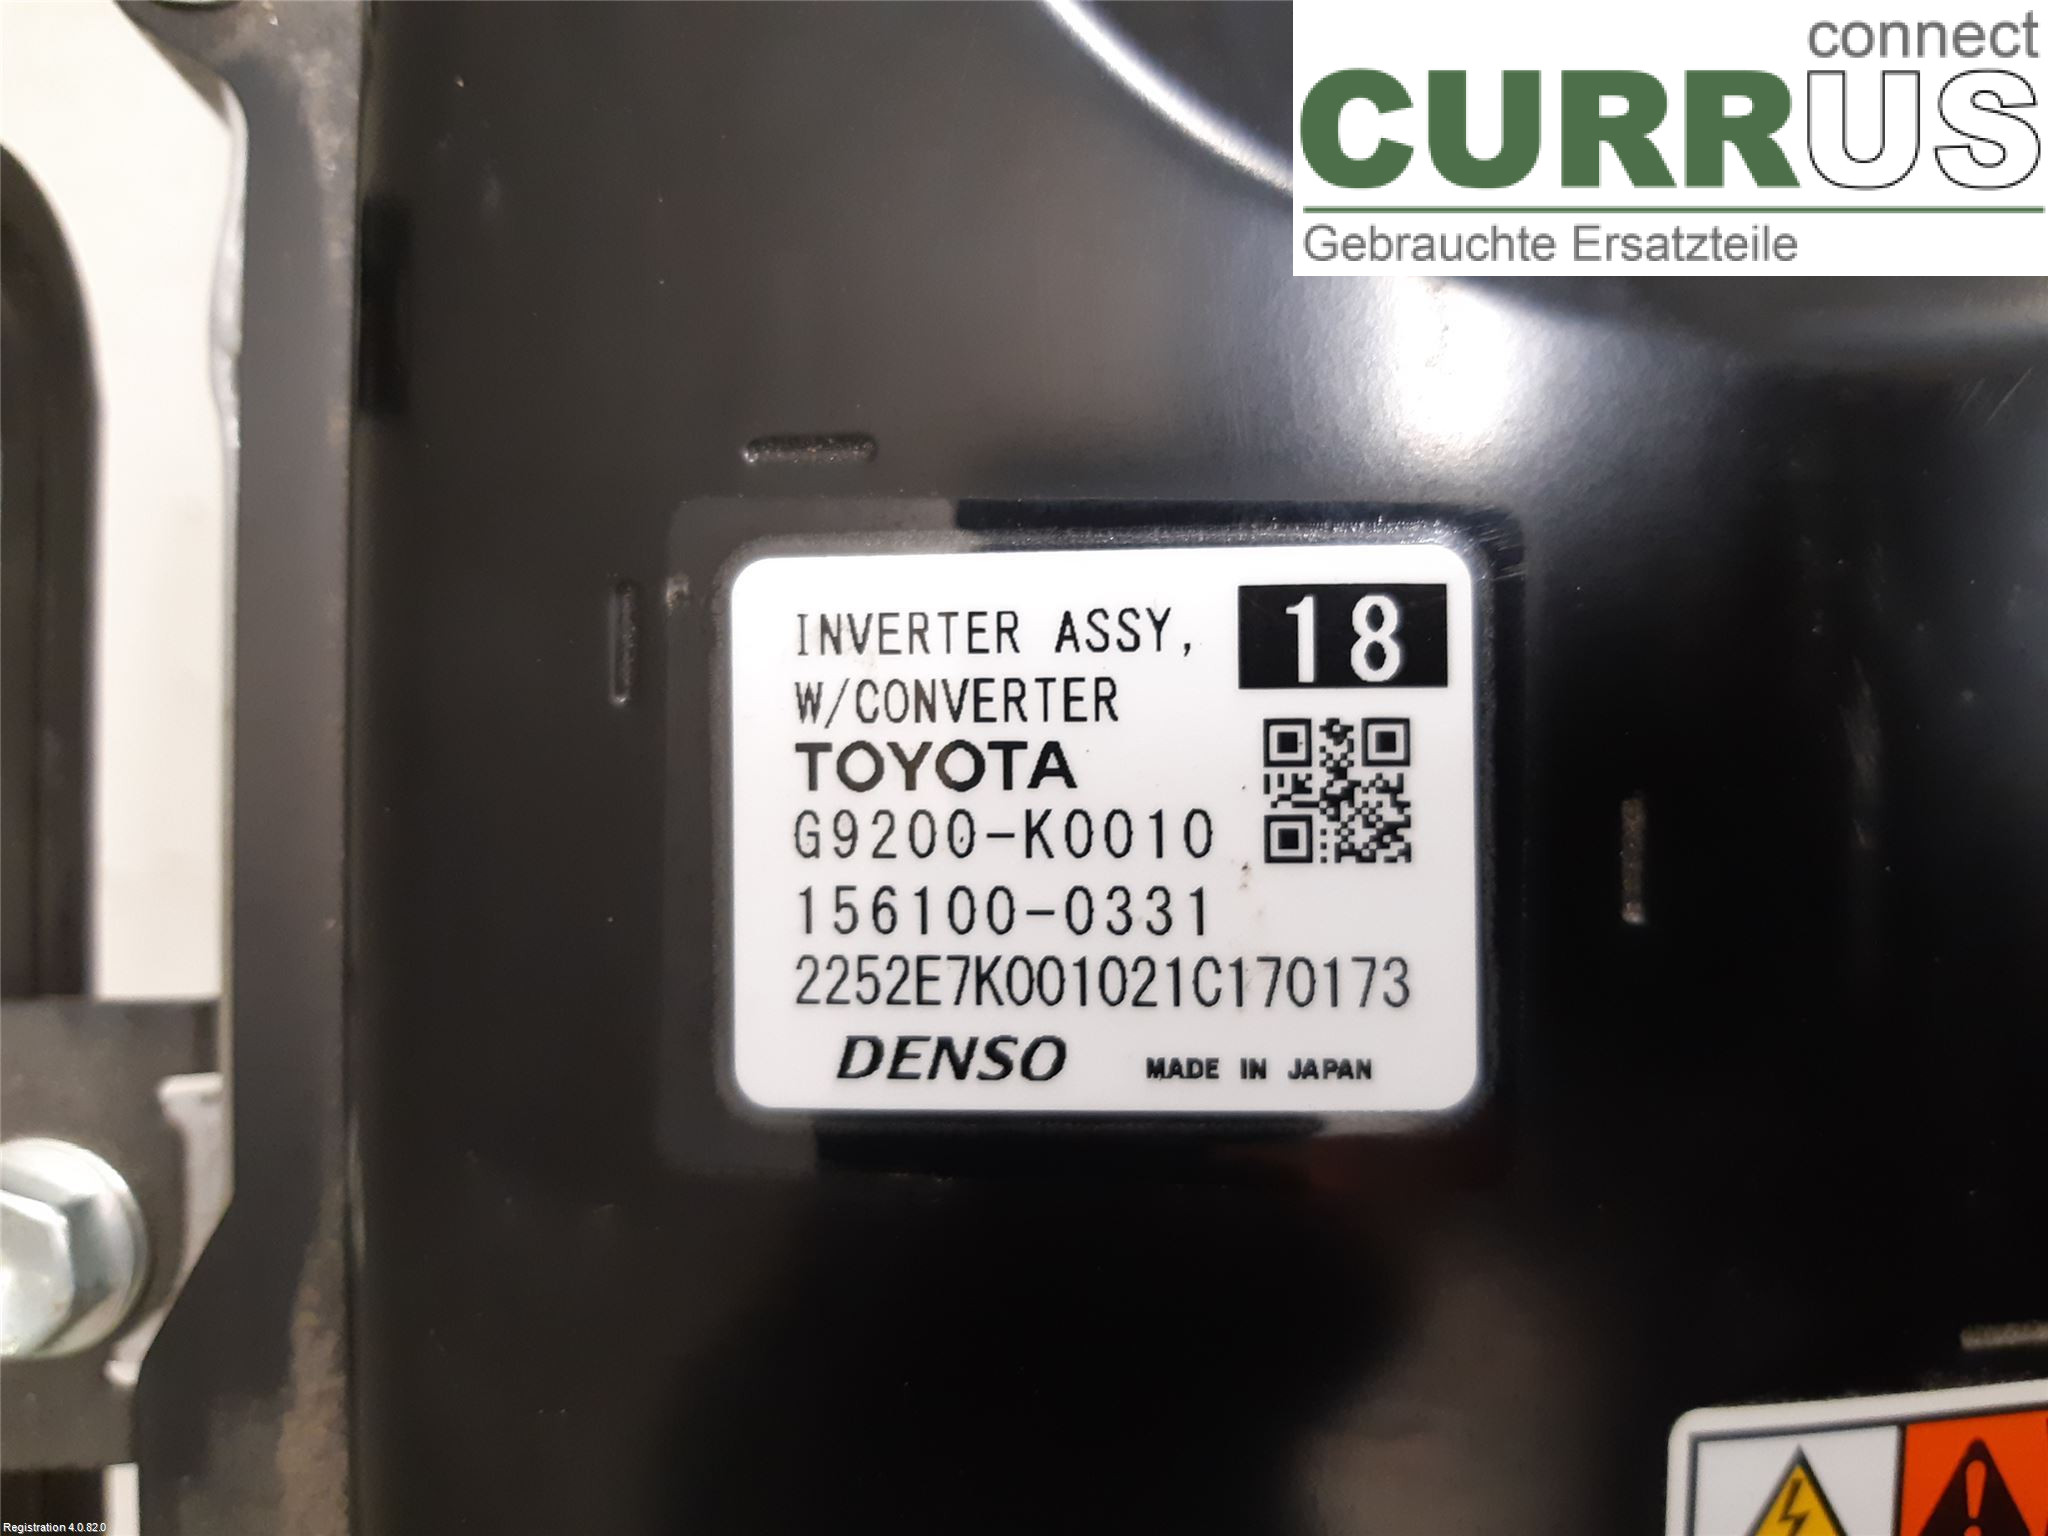 connect
CURRUS
Gebrauchte Ersatzteile
INVERTER ASSY,
18
W/CONVERTER
TOYOTA
G9200-K0010
156100-0331
2252E7K001021C170173
DENSO MADE IN JAPAN
Registration 4.0.82.0